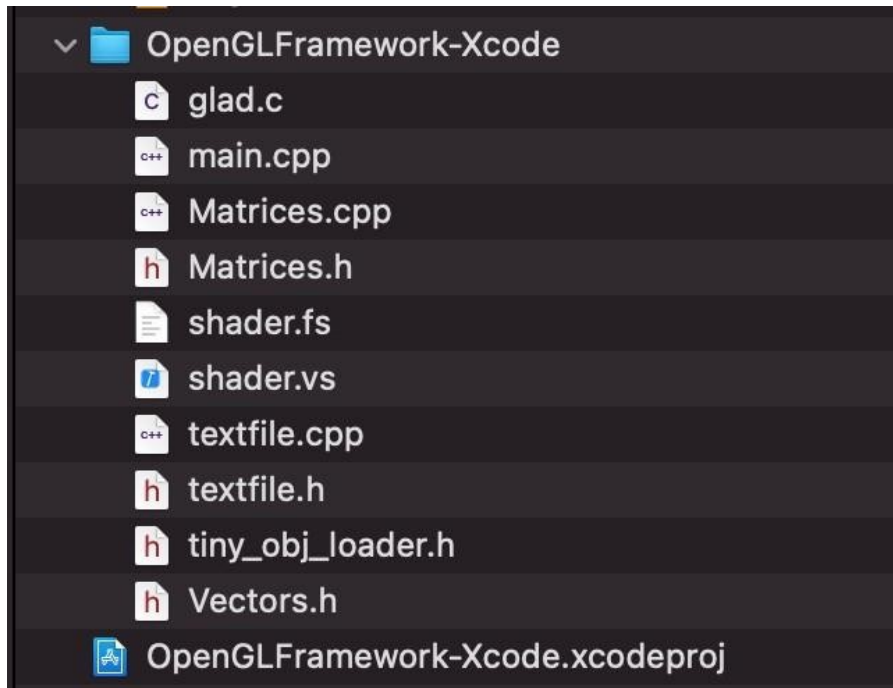 OpenGLFramework-Xcode
C glad.c
c++ main.cpp
c++ Matrices.cpp
h Matrices.h
shader.fs
shader.vs
c++ textfile.cpp
h textfile.h
h tiny_obj_loader.h
h Vectors.h
OpenGLFramework-Xcode.xcodeproj